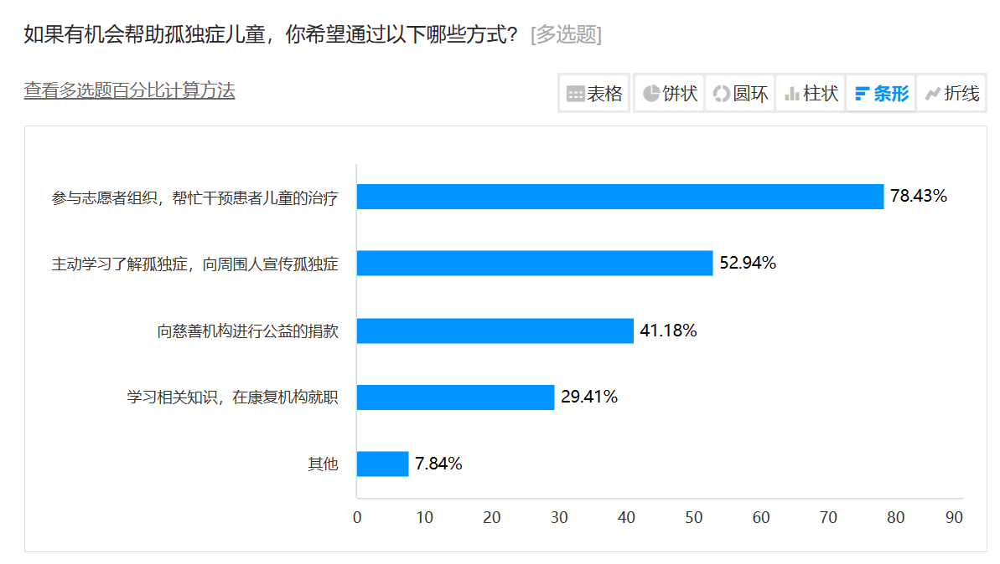 如果有机会帮助孤独症儿童，你希望通过以下哪些方式？ [多选题]
查看多选题百分比计算方法
表格 饼状 圆环 柱状 条形 折线
参与志愿者组织，帮忙干预患者儿童的治疗 78.43%
主动学习了解孤独症，向周围人宣传孤独症 52.94%
向慈善机构进行公益的捐款 41.18%
学习相关知识，在康复机构就职 29.41%
其他 7.84%
0 10 20 30 40 50 60 70 80 90